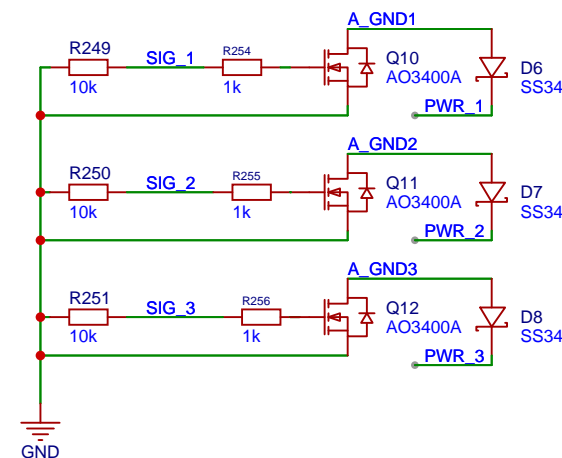 A_GND1
R249
SIG_1
R254
Q10
AO3400A
D6
SS34
10k
1k
PWR_1
A_GND2
R250
SIG_2
R255
Q11
AO3400A
D7
SS34
10k
1k
PWR_2
A_GND3
R251
SIG_3
R256
Q12
AO3400A
D8
SS34
10k
1k
PWR_3
GND